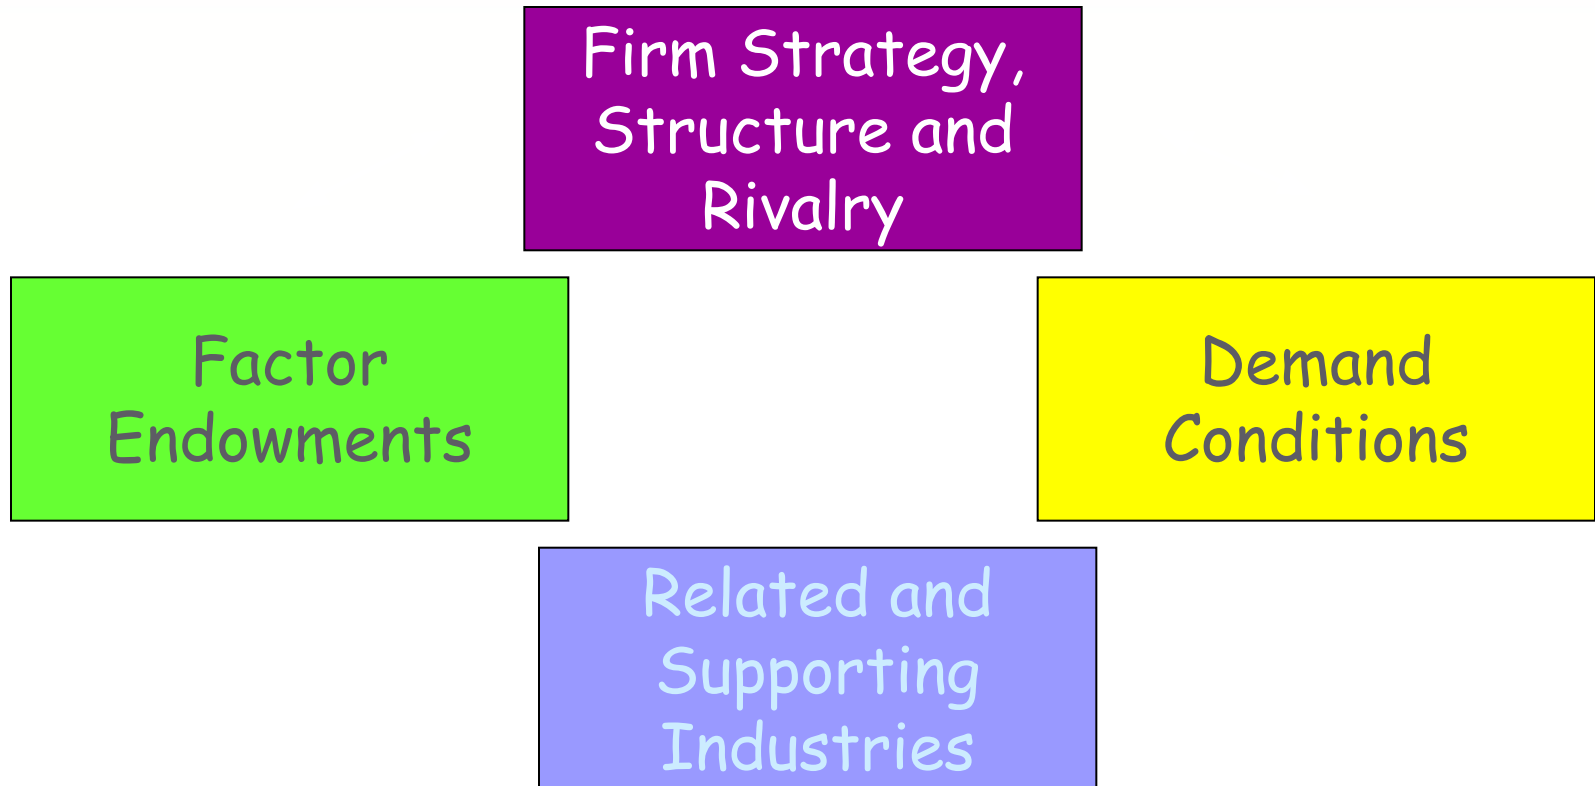 Firm Strategy,
Structure and
Rivalry
Factor
Endowments
Demand
Conditions
Related and
Supporting
Industries